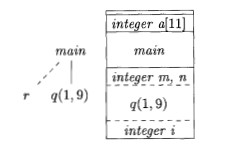 main
r q(1,9)
integer a[11]
main
integer m, n
q(1,9)
integer i